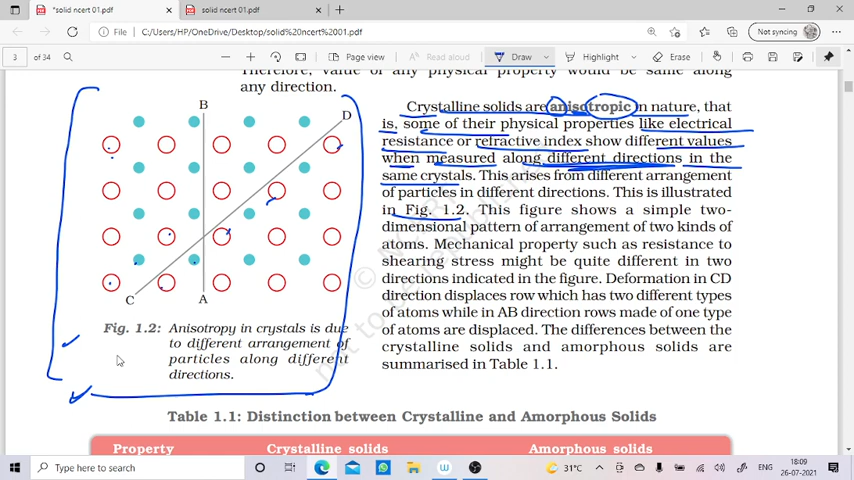 *solid ncert 01.pdf
solid ncert 01.pdf
File
C:/Users/HP/OneDrive/Desktop/solid%20ncert%2001.pdf
Not syncing
3
of 34
Page view
Read aloud
Draw
Highlight
Erase
Therefore, value of any physical property would be same along
any direction.
B
D
C
A
Fig. 1.2: Anisotropy in crystals is due
to different arrangement of
particles along different
directions.
Crystalline solids are anisotropic in nature, that
is, some of their physical properties like electrical
resistance or refractive index show different values
when measured along different directions in the
same crystals. This arises from different arrangement
of particles in different directions. This is illustrated
in Fig. 1.2. This figure shows a simple two-
dimensional pattern of arrangement of two kinds of
atoms. Mechanical property such as resistance to
shearing stress might be quite different in two
directions indicated in the figure. Deformation in CD
direction displaces row which has two different types
of atoms while in AB direction rows made of one type
of atoms are displaced. The differences between the
crystalline solids and amorphous solids are
summarised in Table 1.1.
Table 1.1: Distinction between Crystalline and Amorphous Solids
Property Crystalline solids Amorphous solids
Type here to search
31°C
ENG
18:09
26-07-2021